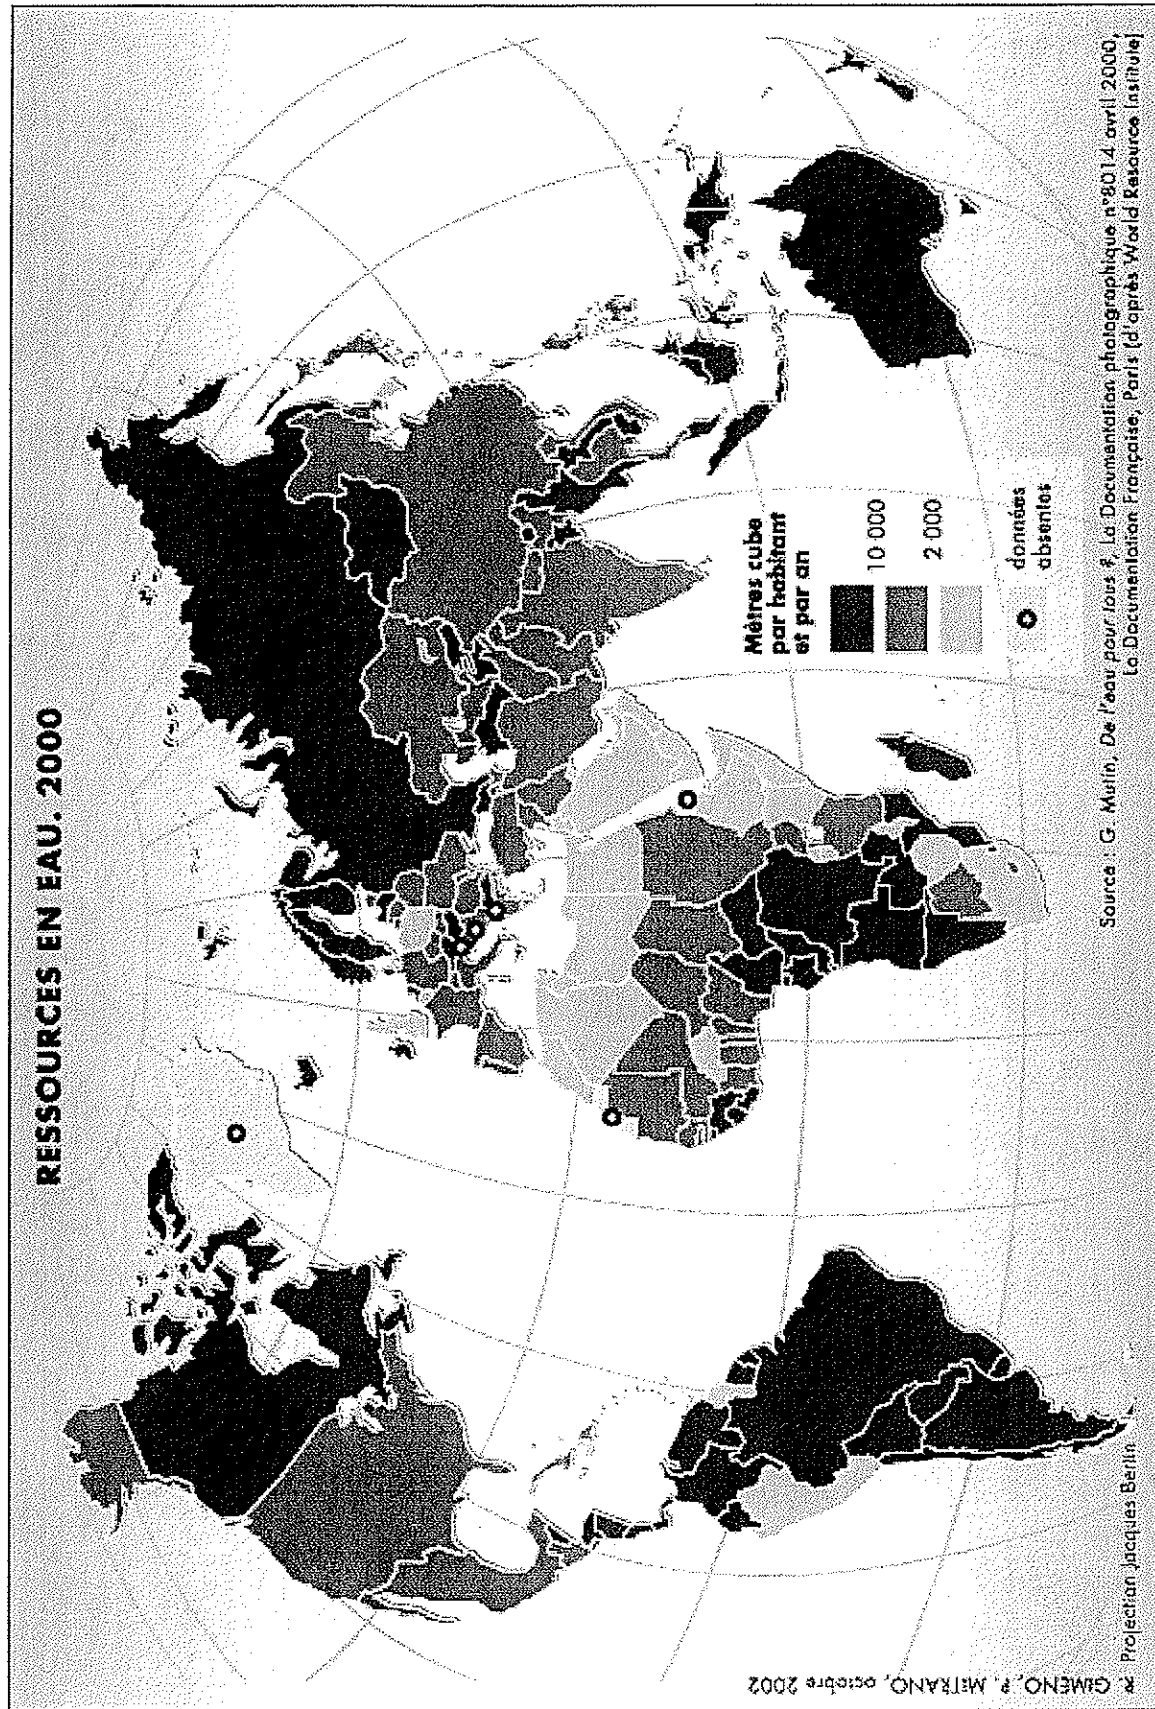 RESSOURCES EN EAU. 2000
Mètres cube
par habitant
et par an
10 000
2 000
données
absentes
Source : G. Mutin, De l'eau pour tous ?, La Documentation photographique n°8014 avril 2000,
La Documentation Française, Paris (d'après World Resource Institute)
Projection Jacques Bertin
R. GIMENO, P. MITRANO, octobre 2002